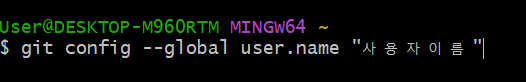 User@DESKTOP-M960RTM MINGW64 ~
$ git config --global user.name "사용자이름"